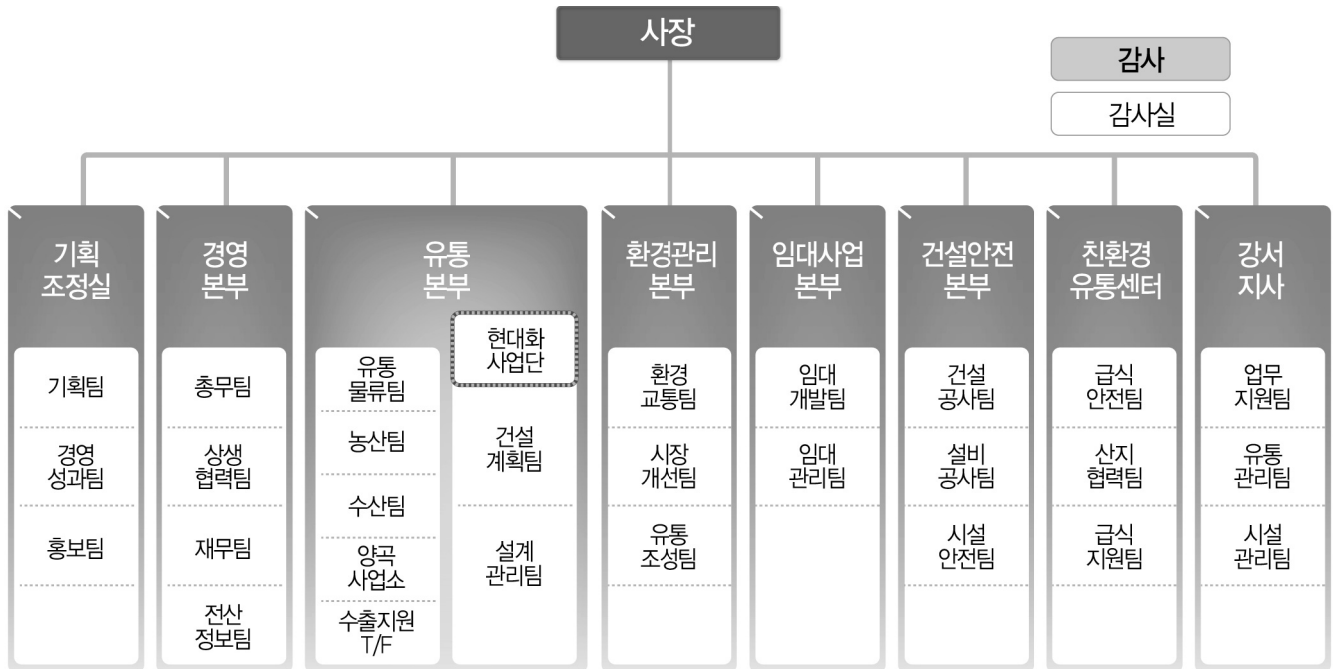 사장
감사
감사실
기획
조정실
기획팀
경영
성과팀
홍보팀
경영
본부
총무팀
상생
협력팀
재무팀
전산
정보팀
유통
본부
유통
물류팀
농산팀
수산팀
양곡
사업소
수출지원
T/F
현대화
사업단
건설
계획팀
설계
관리팀
환경관리
본부
환경
교통팀
시장
개선팀
유통
조성팀
임대사업
본부
임대
개발팀
임대
관리팀
건설안전
본부
건설
공사팀
설비
공사팀
시설
안전팀
친환경
유통센터
급식
안전팀
산지
협력팀
급식
지원팀
강서
지사
업무
지원팀
유통
관리팀
시설
관리팀